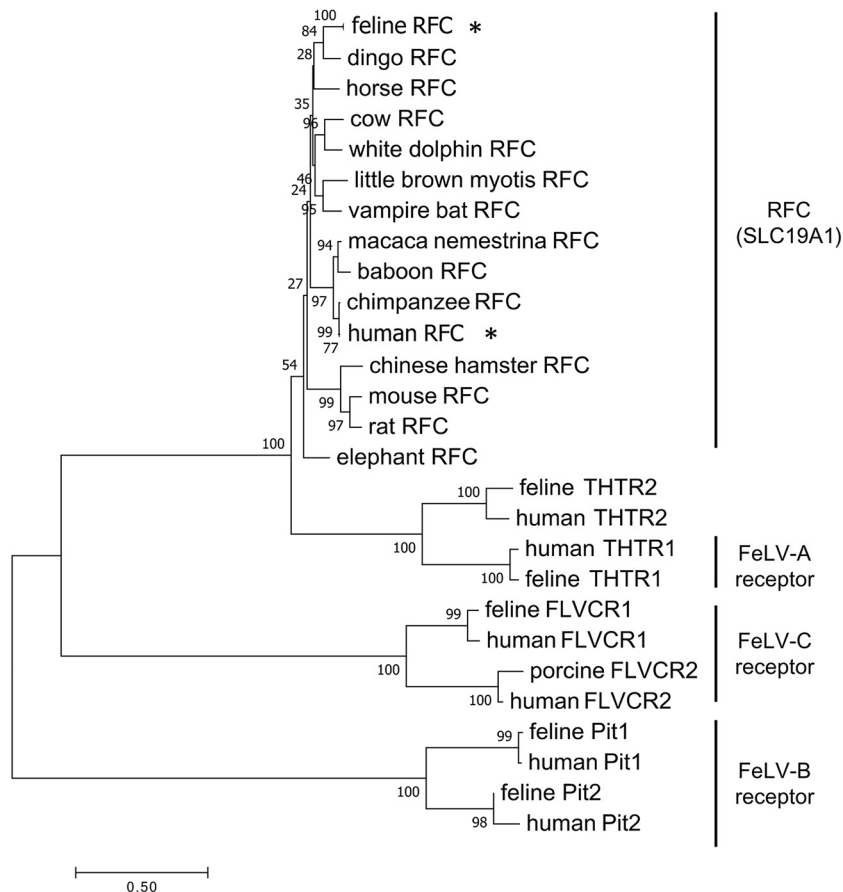 100
84
feline RFC *
28
dingo RFC
horse RFC
35
96
cow RFC
white dolphin RFC
46
24
little brown myotis RFC
95
vampire bat RFC
94
macaca nemestrina RFC
baboon RFC
27
97
chimpanzee RFC
99
human RFC *
77
54
chinese hamster RFC
99
mouse RFC
97
rat RFC
100
elephant RFC
RFC
(SLC19A1)
100
feline THTR2
human THTR2
100
human THTR1
100
feline THTR1
FeLV-A
receptor
99
feline FLVCR1
human FLVCR1
100
porcine FLVCR2
100
human FLVCR2
FeLV-C
receptor
99
feline Pit1
human Pit1
100
feline Pit2
98
human Pit2
FeLV-B
receptor
0.50